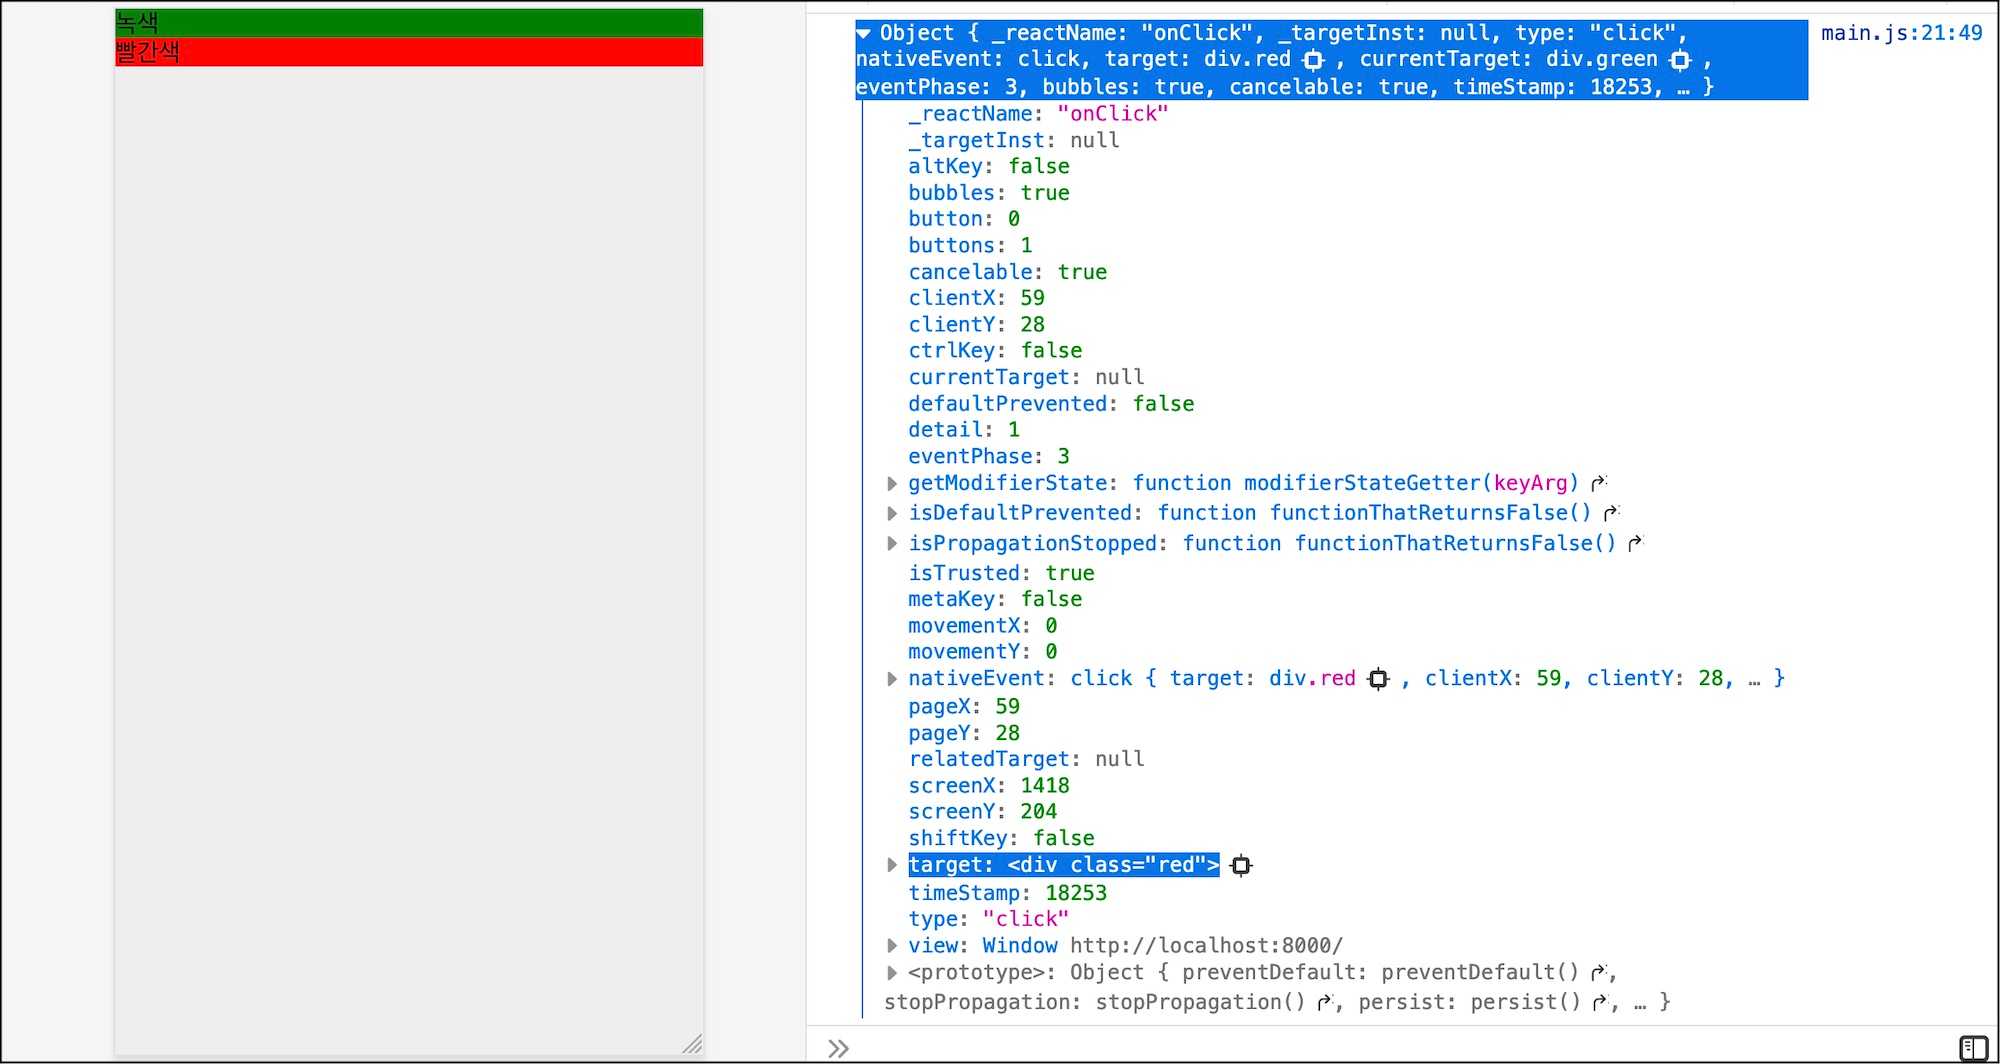 녹색
빨간색
Object { _reactName: "onClick", _targetInst: null, type: "click",
nativeEvent: click, target: div.red , currentTarget: div.green ,
eventPhase: 3, bubbles: true, cancelable: true, timeStamp: 18253, … }
main.js:21:49
_reactName: "onClick"
_targetInst: null
altKey: false
bubbles: true
button: 0
buttons: 1
cancelable: true
clientX: 59
clientY: 28
ctrlKey: false
currentTarget: null
defaultPrevented: false
detail: 1
eventPhase: 3
getModifierState: function modifierStateGetter(keyArg)
isDefaultPrevented: function functionThatReturnsFalse()
isPropagationStopped: function functionThatReturnsFalse()
isTrusted: true
metaKey: false
movementX: 0
movementY: 0
nativeEvent: click { target: div.red , clientX: 59, clientY: 28, … }
pageX: 59
pageY: 28
relatedTarget: null
screenX: 1418
screenY: 204
shiftKey: false
target: <div class="red">
timeStamp: 18253
type: "click"
view: Window http://localhost:8000/
<prototype>: Object { preventDefault: preventDefault() ,
stopPropagation: stopPropagation() , persist: persist() , … }